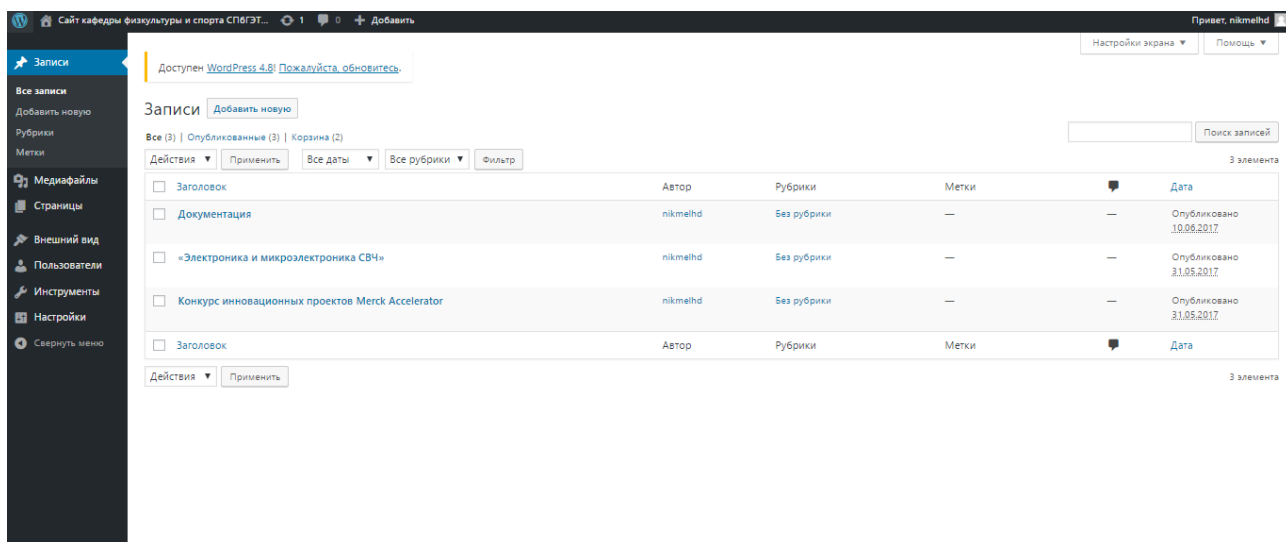 Сайт кафедры физкультуры и спорта СПбГЭТ... 1 0 Добавить Привет, nikmelhd
Настройки экрана ▼ Помощь ▼
Записи
Все записи
Добавить новую
Рубрики
Метки
Медиафайлы
Страницы
Внешний вид
Пользователи
Инструменты
Настройки
Свернуть меню
Доступен WordPress 4.8! Пожалуйста, обновитесь.
Записи Добавить новую
Все (3) | Опубликованные (3) | Корзина (2)
Поиск записей
Действия ▼ Применить Все даты ▼ Все рубрики ▼ Фильтр 3 элемента
Заголовок Автор Рубрики Метки Дата
Документация nikmelhd Без рубрики — — Опубликовано
10.06.2017
«Электроника и микроэлектроника СВЧ» nikmelhd Без рубрики — — Опубликовано
31.05.2017
Конкурс инновационных проектов Merck Accelerator nikmelhd Без рубрики — — Опубликовано
31.05.2017
Заголовок Автор Рубрики Метки Дата
Действия ▼ Применить 3 элемента